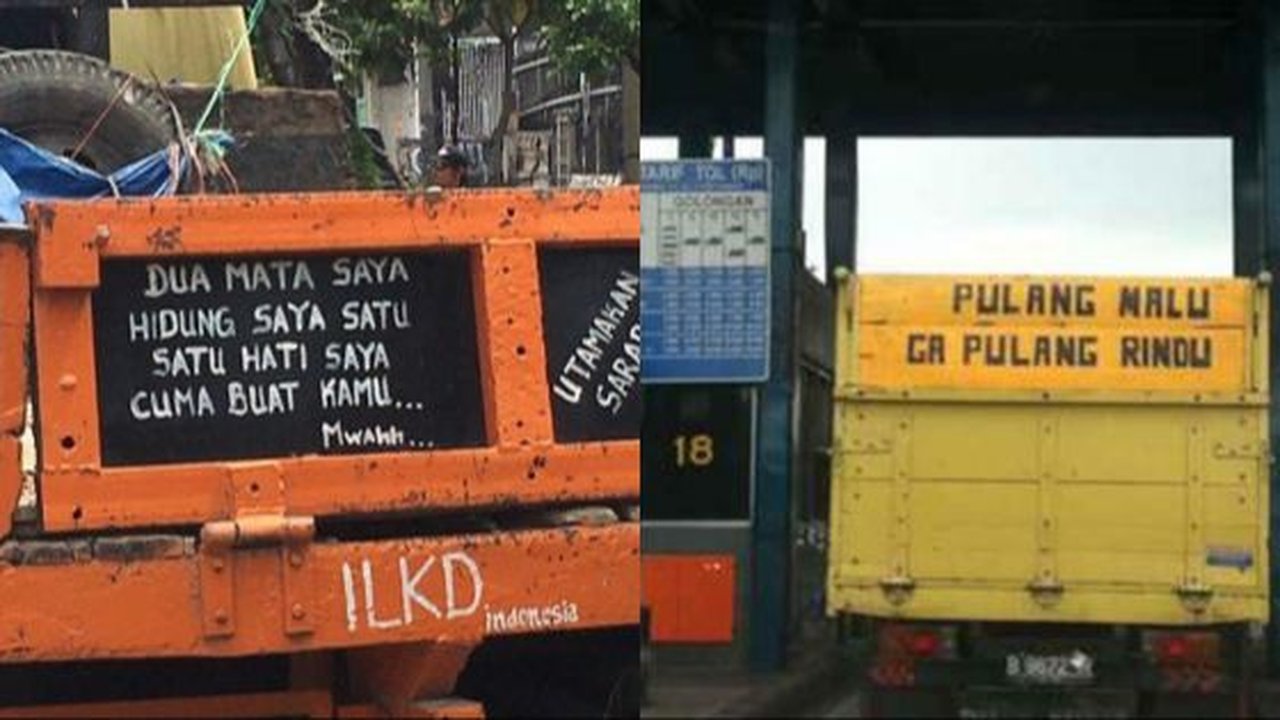 DUA MATA SAYA
HIDUNG SAYA SATU
SATU HATI SAYA
CUMA BUAT KAMU...
MWAHH...
UTAMAKAN
ILKD
indonesia
TARIF TOL (Rp)
GOLONGAN
18
PULANG MALU
GA PULANG RINDU